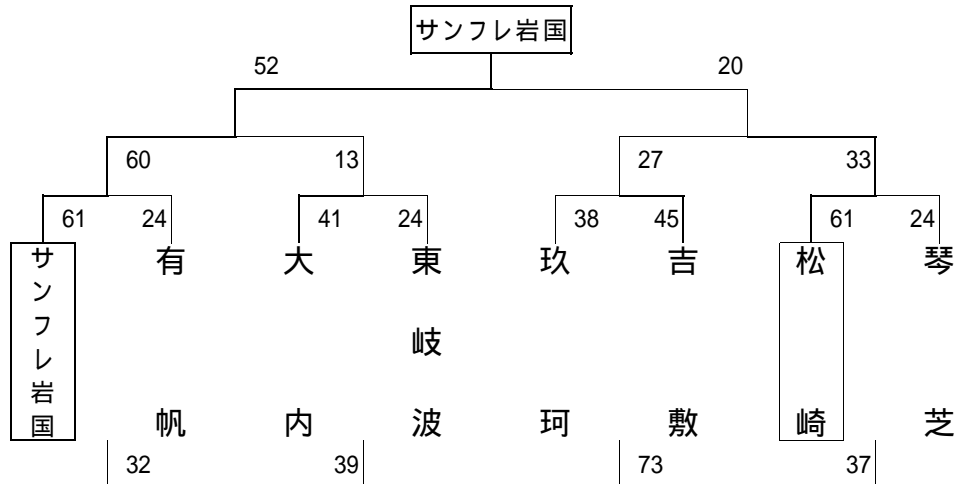 サンフレ岩国
52 20
60 13 27 33
61 24 41 24 38 45 61 24
サンフレ岩国
有帆
大内
東岐波
玖珂
吉敷
松崎
琴芝
32 39 73 37